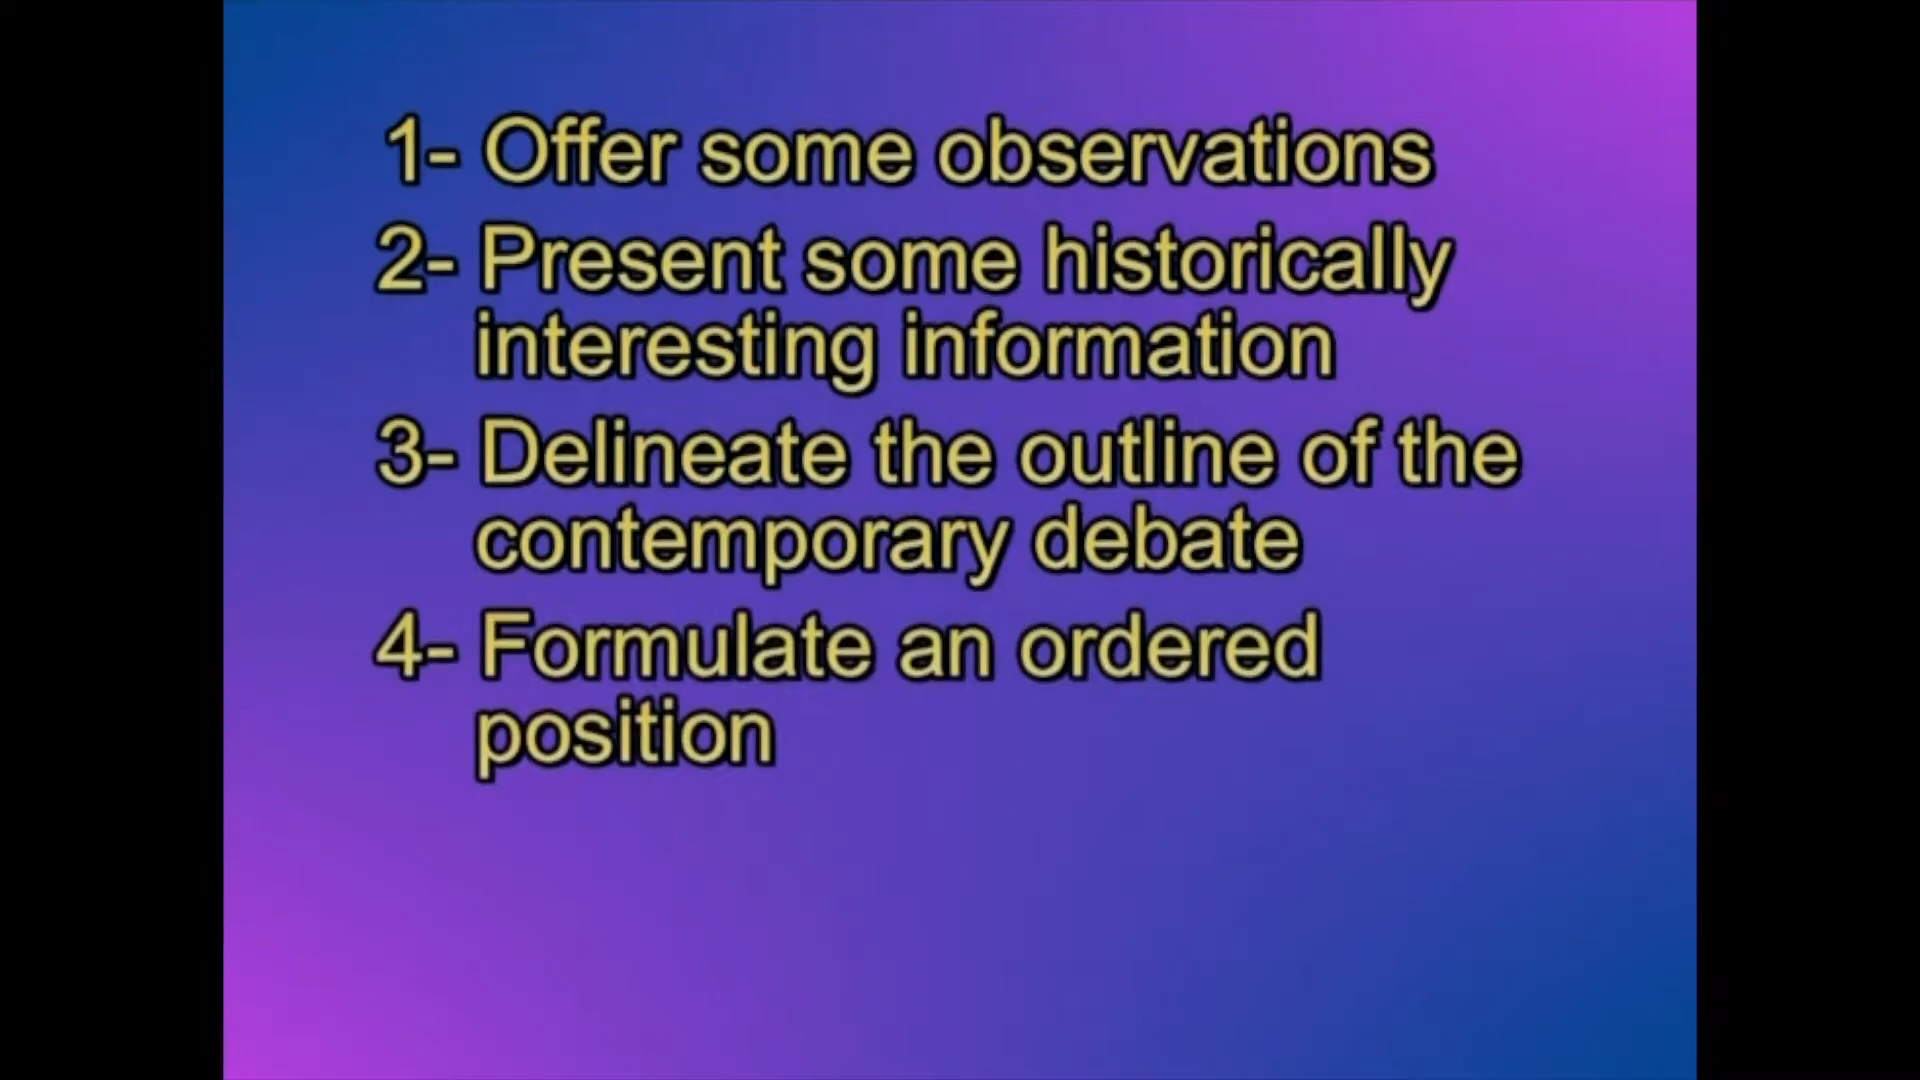 1- Offer some observations
2- Present some historically
interesting information
3- Delineate the outline of the
contemporary debate
4- Formulate an ordered
position